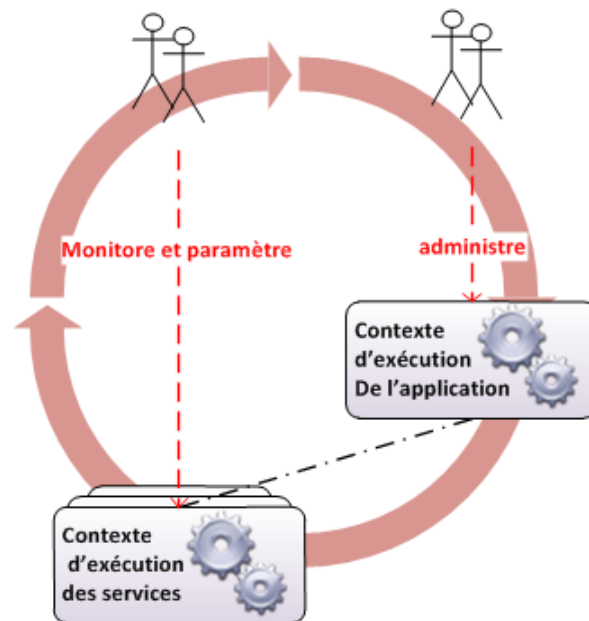 Monitore et paramètre
administre
Contexte
d'exécution
De l'application
Contexte
d'exécution
des services